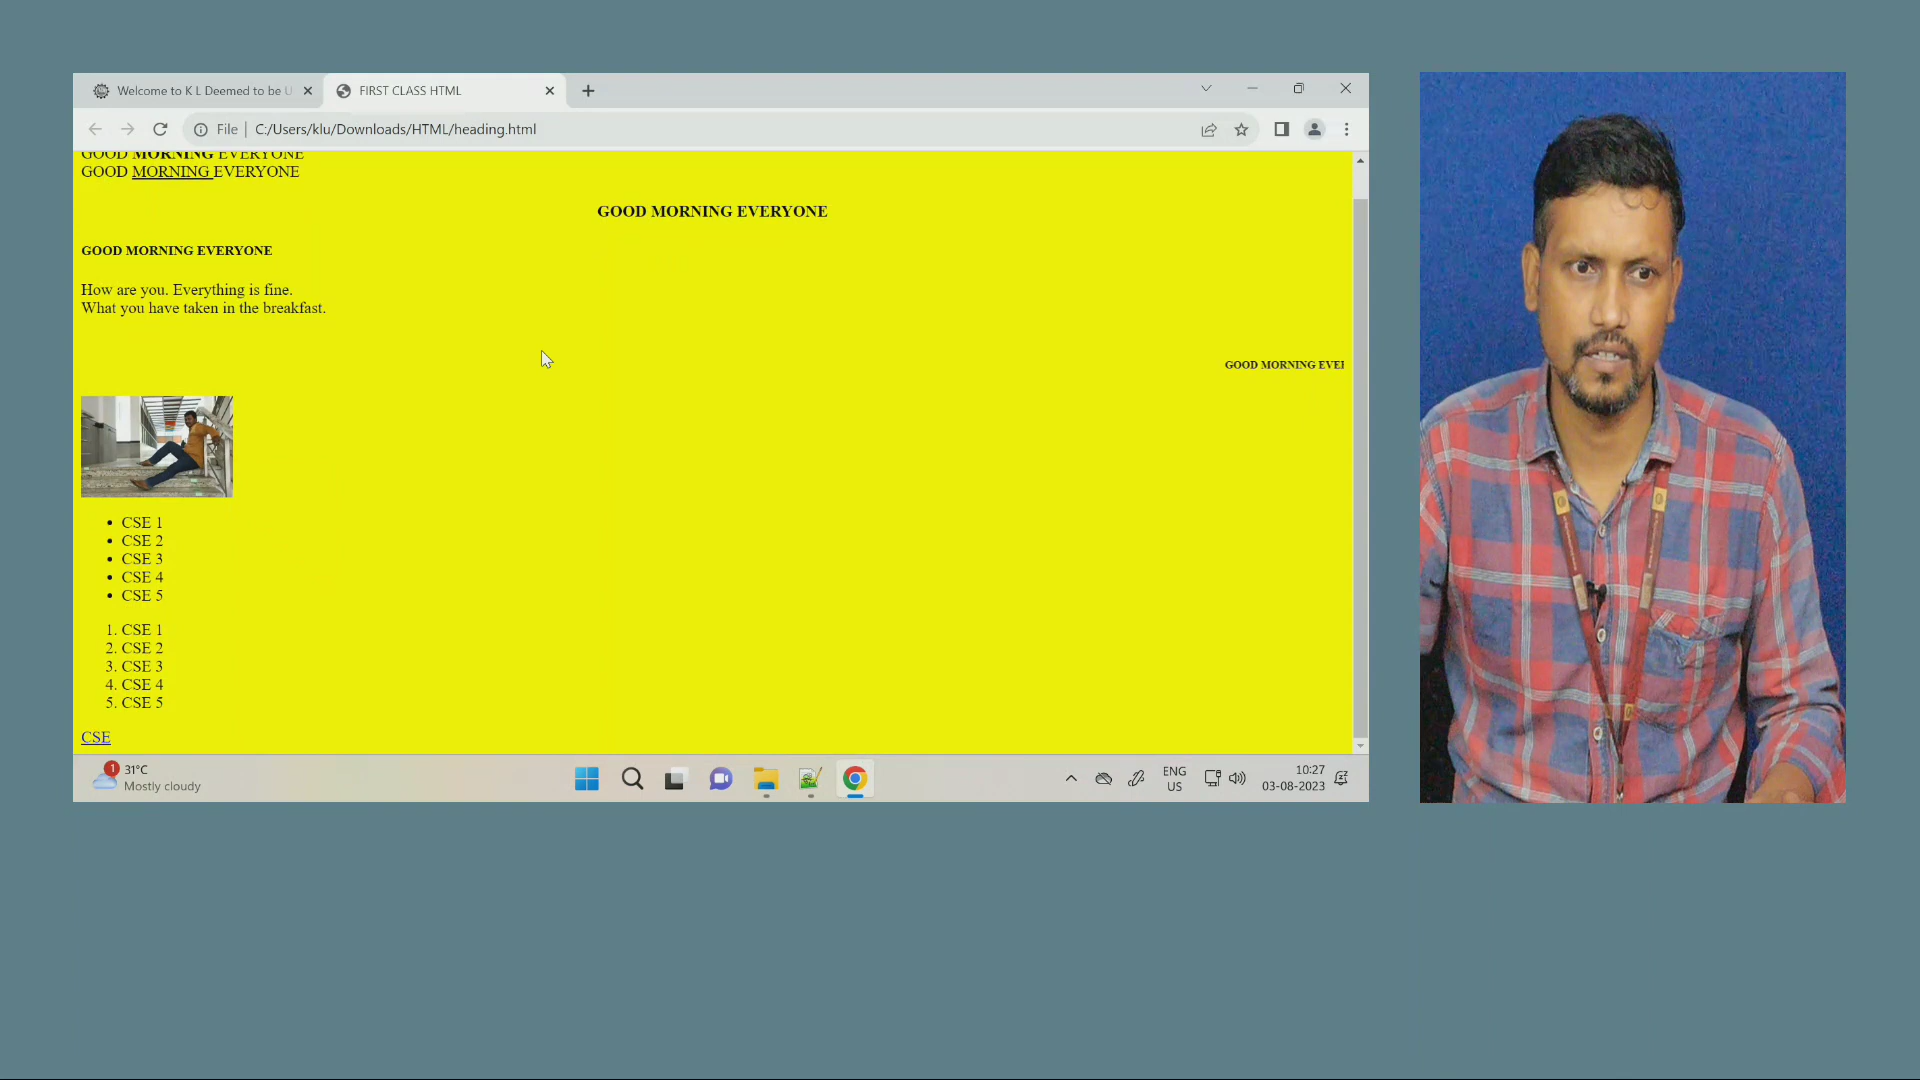 Welcome to K L Deemed to be U
FIRST CLASS HTML
File
C:/Users/klu/Downloads/HTML/heading.html
GOOD MORNING EVERYONE
GOOD MORNING EVERYONE
GOOD MORNING EVERYONE
GOOD MORNING EVERYONE
How are you. Everything is fine.
What you have taken in the breakfast.
GOOD MORNING EVE
• CSE 1
• CSE 2
• CSE 3
• CSE 4
• CSE 5
1. CSE 1
2. CSE 2
3. CSE 3
4. CSE 4
5. CSE 5
CSE
1
31°C
Mostly cloudy
ENG
US
10:27
03-08-2023